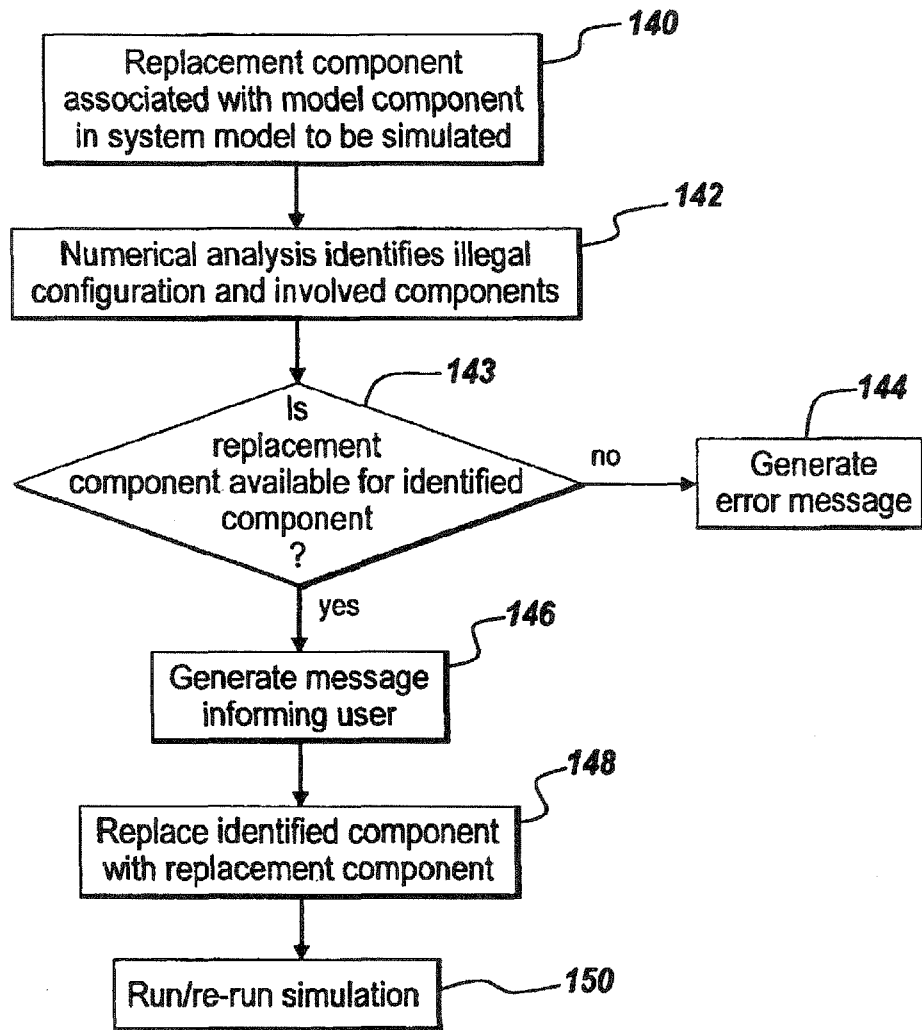 140
Replacement component
associated with model component
in system model to be simulated
142
Numerical analysis identifies illegal
configuration and involved components
143
Is
replacement
component available for identified
component
?
no
144
Generate
error message
yes
146
Generate message
informing user
148
Replace identified component
with replacement component
Run/re-run simulation
150